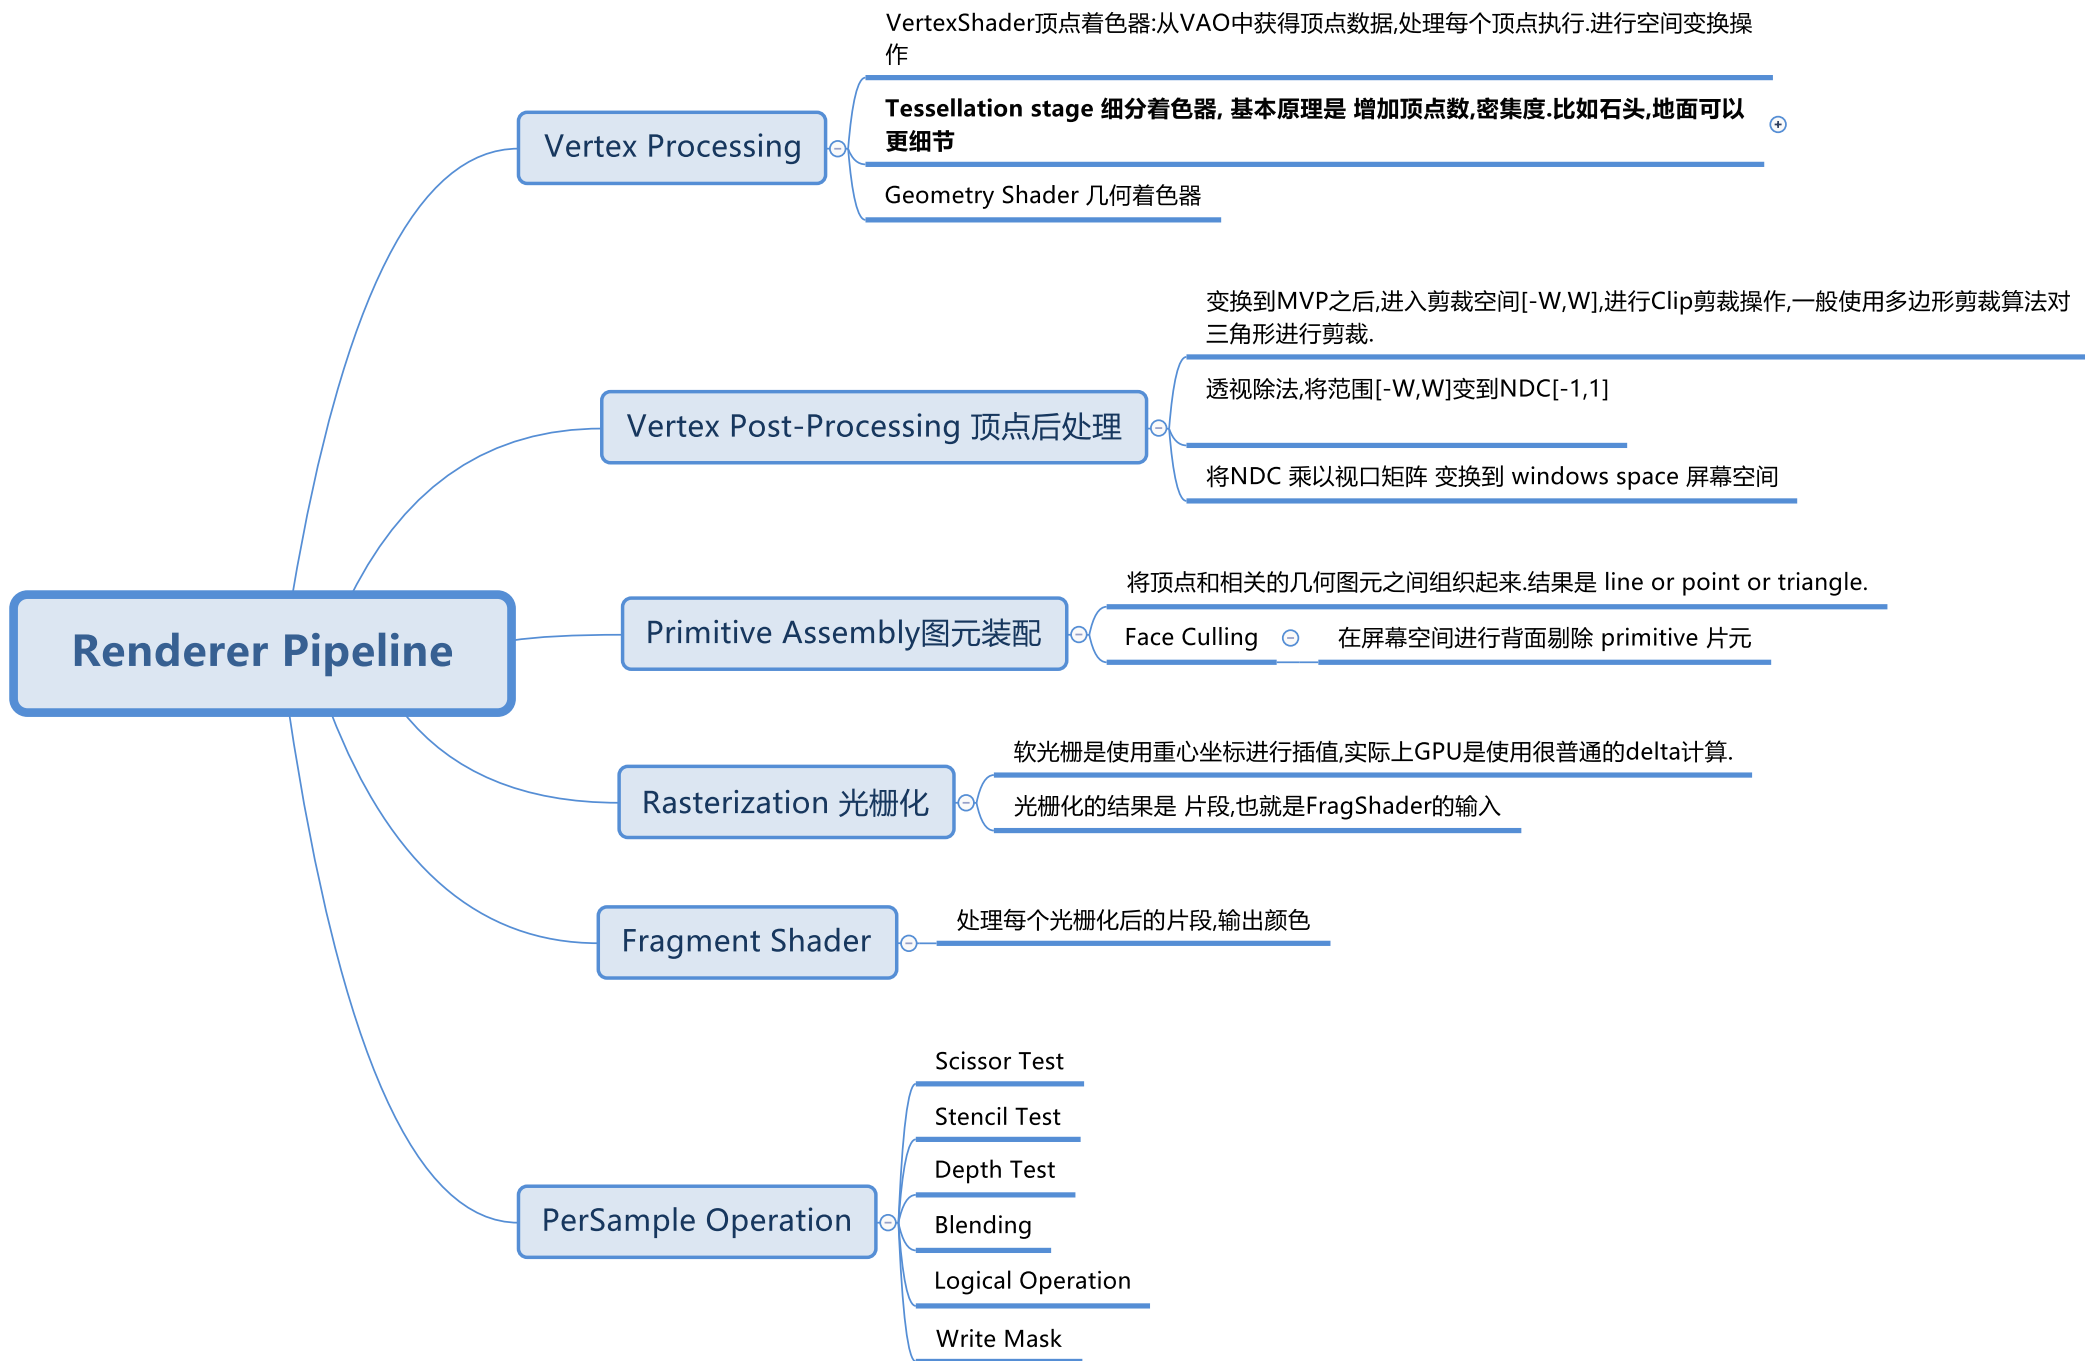 VertexShader顶点着色器:从VAO中获得顶点数据,处理每个顶点执行.进行空间变换操
作
Tessellation stage 细分着色器, 基本原理是 增加顶点数,密集度.比如石头,地面可以
更细节
Vertex Processing
Geometry Shader 几何着色器
变换到MVP之后,进入剪裁空间[-W,W],进行Clip剪裁操作,一般使用多边形剪裁算法对
三角形进行剪裁.
透视除法,将范围[-W,W]变到NDC[-1,1]
Vertex Post-Processing 顶点后处理
将NDC 乘以视口矩阵 变换到 windows space 屏幕空间
将顶点和相关的几何图元之间组织起来.结果是 line or point or triangle.
Primitive Assembly图元装配
Face Culling
在屏幕空间进行背面剔除 primitive 片元
Renderer Pipeline
软光栅是使用重心坐标进行插值,实际上GPU是使用很普通的delta计算.
Rasterization 光栅化
光栅化的结果是 片段,也就是FragShader的输入
处理每个光栅化后的片段,输出颜色
Fragment Shader
Scissor Test
Stencil Test
Depth Test
PerSample Operation
Blending
Logical Operation
Write Mask